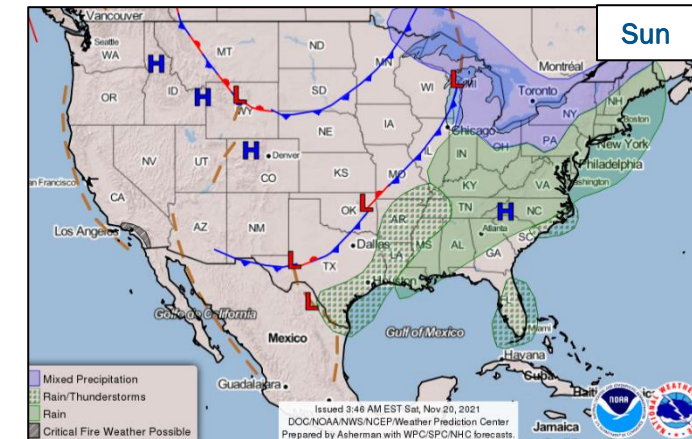 Sun
Vancouver
Seattle
WA
MT
ND
MN
Montréal
OR
ID
SD
WI
MI
Toronto
NH
WY
NY
Boston
Chicago
NE
PA
New York
NV
UT
Denver
IL
IN
OH
Philadelphia
San Francisco
CO
KS
MO
KY
VA
Washington
CA
OK
TN
NC
Los Angeles
AZ
NM
AR
Atlanta
SC
Dallas
MS
AL
GA
TX
LA
Houston
FL
Golfo de California
Miami
Mexico
Gulf of Mexico
Havana
Cuba
Guadalajara
Jamaica
H
H
H
H
L
L
L
L
L
Mixed Precipitation
Rain/Thunderstorms
Rain
Critical Fire Weather Possible
Issued 3:46 AM EST Sat, Nov 20, 2021
DOC/NOAA/NWS/NCEP/Weather Prediction Center
Prepared by Asherman with WPC/SPC/NHC forecasts.
NOAA